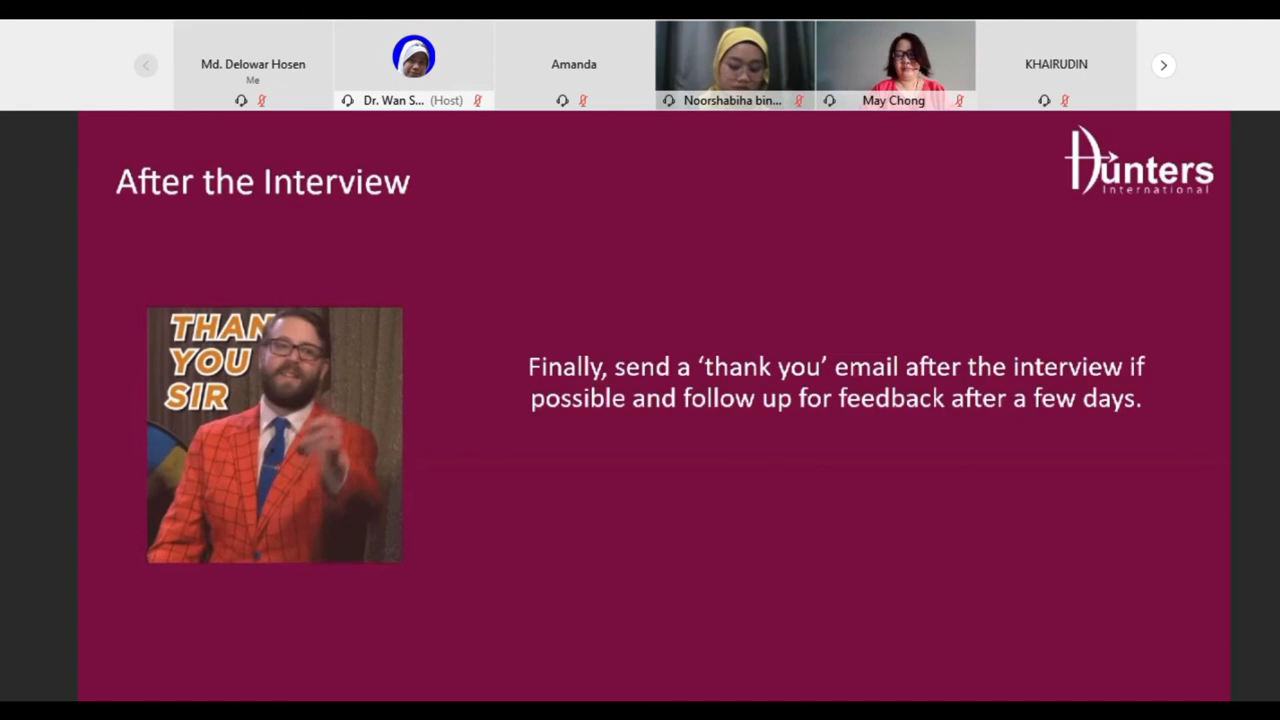 Md. Delowar Hosen
Me
Dr. Wan S... (Host)
Amanda
Noorshabiha bin...
May Chong
KHAIRUDIN
After the Interview
Hunters
International
THAN
YOU
SIR
Finally, send a ‘thank you’ email after the interview if
possible and follow up for feedback after a few days.